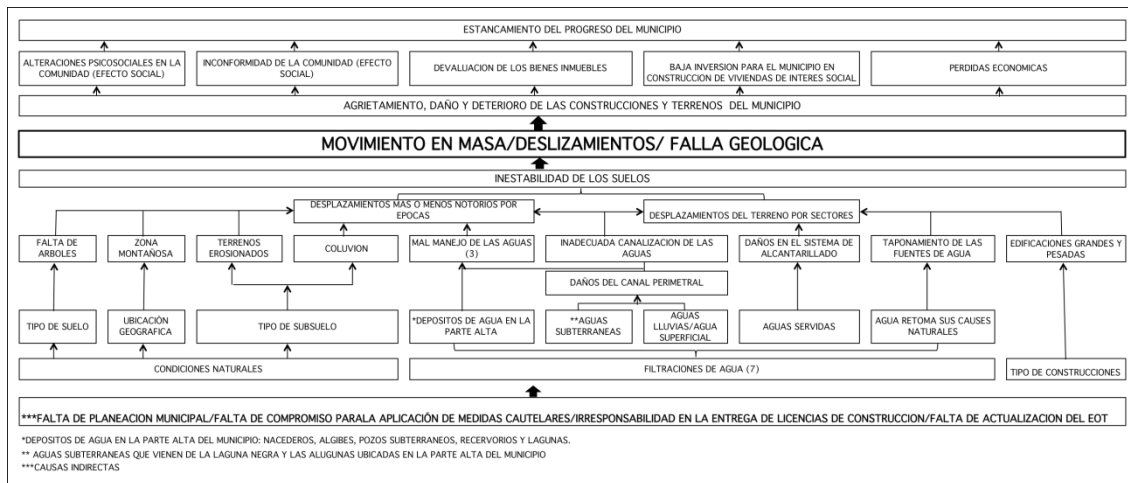 ESTANCAMIENTO DEL PROGRESO DEL MUNICIPIO
ALTERACIONES PSICOSOCIALES EN LA
COMUNIDAD (EFECTO SOCIAL)
INCONFORMIDAD DE LA COMUNIDAD (EFECTO
SOCIAL)
DEVALUACION DE LOS BIENES INMUEBLES
BAJA INVERSION PARA EL MUNICIPIO EN
CONSTRUCCION DE VIVIENDAS DE INTERES SOCIAL
PERDIDAS ECONOMICAS
AGRIETAMIENTO, DAÑO Y DETERIORO DE LAS CONSTRUCCIONES Y TERRENOS DEL MUNICIPIO
MOVIMIENTO EN MASA/DESLIZAMIENTOS/ FALLA GEOLOGICA
INESTABILIDAD DE LOS SUELOS
DESPLAZAMIENTOS MAS O MENOS NOTORIOS POR
EPOCAS
DESPLAZAMIENTOS DEL TERRENO POR SECTORES
FALTA DE
ARBOLES
ZONA
MONTAÑOSA
TERRENOS
EROSIONADOS
COLUVION
MAL MANEJO DE LAS AGUAS
(3)
INADECUADA CANALIZACION DE LAS
AGUAS
DAÑOS EN EL SISTEMA DE
ALCANTARILLADO
TAPONAMIENTO DE LAS
FUENTES DE AGUA
EDIFICACIONES GRANDES Y
PESADAS
DAÑOS DEL CANAL PERIMETRAL
TIPO DE SUELO
UBICACIÓN
GEOGRAFICA
TIPO DE SUBSUELO
*DEPOSITOS DE AGUA EN LA
PARTE ALTA
**AGUAS
SUBTERRANEAS
AGUAS
LLUVIAS/AGUA
SUPERFICIAL
AGUAS SERVIDAS
AGUA RETOMA SUS CAUSES
NATURALES
CONDICIONES NATURALES
FILTRACIONES DE AGUA (7)
TIPO DE CONSTRUCCIONES
***FALTA DE PLANEACION MUNICIPAL/FALTA DE COMPROMISO PARALA APLICACIÓN DE MEDIDAS CAUTELARES/IRRESPONSABILIDAD EN LA ENTREGA DE LICENCIAS DE CONSTRUCCION/FALTA DE ACTUALIZACION DEL EOT
*DEPOSITOS DE AGUA EN LA PARTE ALTA DEL MUNICIPIO: NACEDEROS, ALGIBES, POZOS SUBTERRANEOS, RECERVORIOS Y LAGUNAS.
** AGUAS SUBTERRANEAS QUE VIENEN DE LA LAGUNA NEGRA Y LAS ALUGUNAS UBICADAS EN LA PARTE ALTA DEL MUNICIPIO
***CAUSAS INDIRECTAS